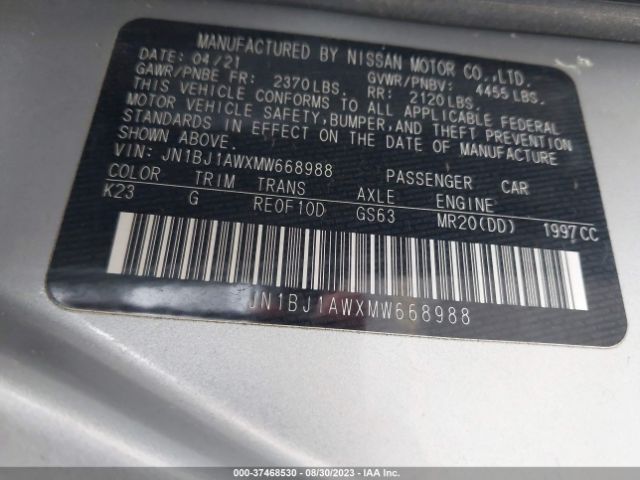 MANUFACTURED BY NISSAN MOTOR CO.,LTD.
DATE: 04/21 GVWR/PNBV: 4455 LBS.
GAWR/PNBE FR: 2370 LBS. RR: 2120 LBS.
THIS VEHICLE CONFORMS TO ALL APPLICABLE FEDERAL
MOTOR VEHICLE SAFETY,BUMPER,AND THEFT PREVENTION
STANDARDS IN EFFECT ON THE DATE OF MANUFACTURE
SHOWN ABOVE.
VIN: JN1BJ1AWXMW668988 PASSENGER CAR
COLOR TRIM TRANS AXLE ENGINE
K23 G RE0F10D GS63 MR20(DD) 1997CC
JN1BJ1AWXMW668988
000-37468530 - 08/30/2023 - IAA Inc.